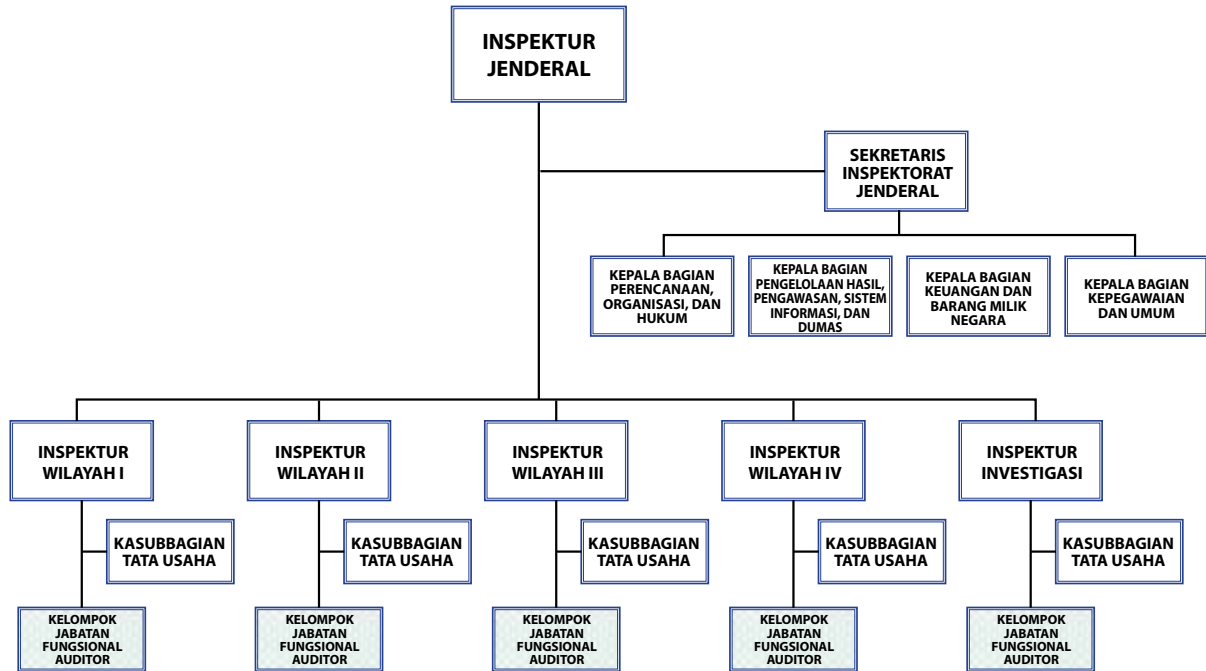 INSPEKTUR
JENDERAL
SEKRETARIS
INSPEKTORAT
JENDERAL
KEPALA BAGIAN
PERENCANAAN,
ORGANISASI, DAN
HUKUM
KEPALA BAGIAN
PENGELOLAAN HASIL,
PENGAWASAN, SISTEM
INFORMASI, DAN
DUMAS
KEPALA BAGIAN
KEUANGAN DAN
BARANG MILIK
NEGARA
KEPALA BAGIAN
KEPEGAWAIAN
DAN UMUM
INSPEKTUR
WILAYAH I
INSPEKTUR
WILAYAH II
INSPEKTUR
WILAYAH III
INSPEKTUR
WILAYAH IV
INSPEKTUR
INVESTIGASI
KASUBBAGIAN
TATA USAHA
KASUBBAGIAN
TATA USAHA
KASUBBAGIAN
TATA USAHA
KASUBBAGIAN
TATA USAHA
KASUBBAGIAN
TATA USAHA
KELOMPOK
JABATAN
FUNGSIONAL
AUDITOR
KELOMPOK
JABATAN
FUNGSIONAL
AUDITOR
KELOMPOK
JABATAN
FUNGSIONAL
AUDITOR
KELOMPOK
JABATAN
FUNGSIONAL
AUDITOR
KELOMPOK
JABATAN
FUNGSIONAL
AUDITOR